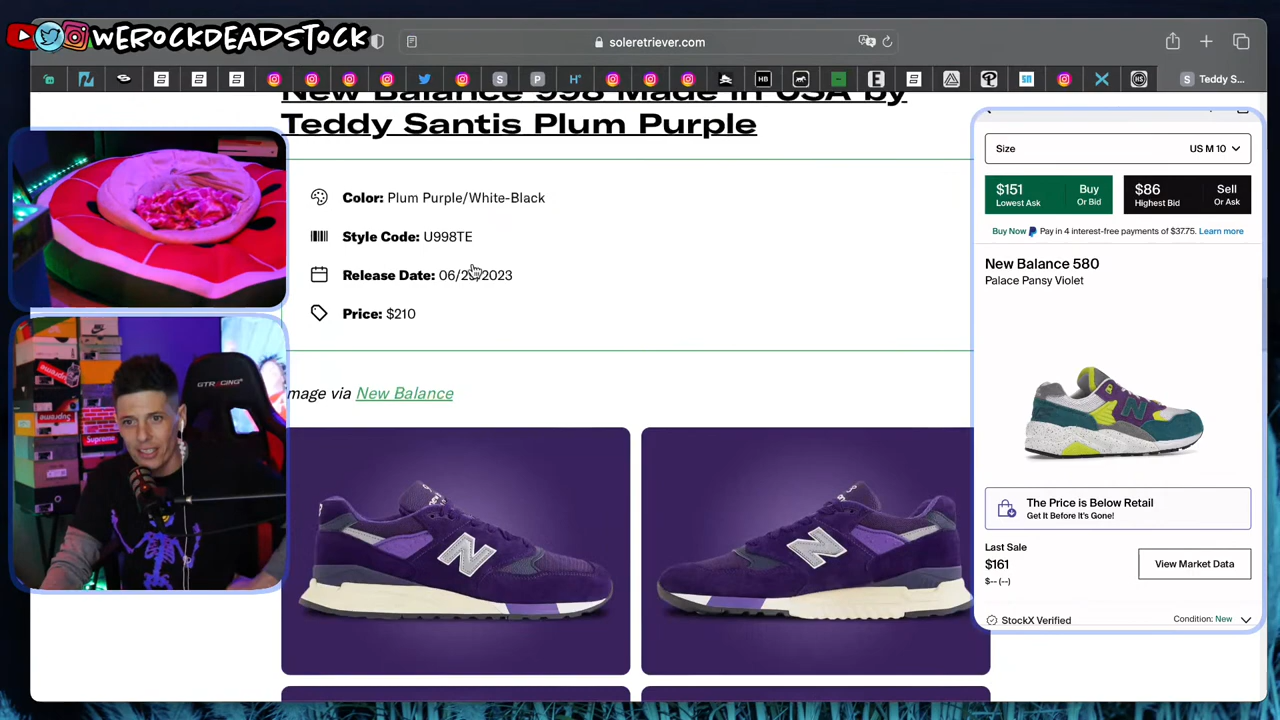 WEROCKDEADSTOCK
soleretriever.com
Teddy S...
New Balance 998 Made in USA by
Teddy Santis Plum Purple
Color: Plum Purple/White-Black
Style Code: U998TE
Release Date: 06/2 /2023
Price: $210
mage via New Balance
Size
US M 10
$151
Lowest Ask
Buy
Or Bid
$86
Highest Bid
Sell
Or Ask
Buy Now Pay in 4 interest-free payments of $37.75. Learn more
New Balance 580
Palace Pansy Violet
The Price is Below Retail
Get It Before It's Gone!
Last Sale
$161
$-- (--)
View Market Data
StockX Verified
Condition: New
GTRACING
Supreme